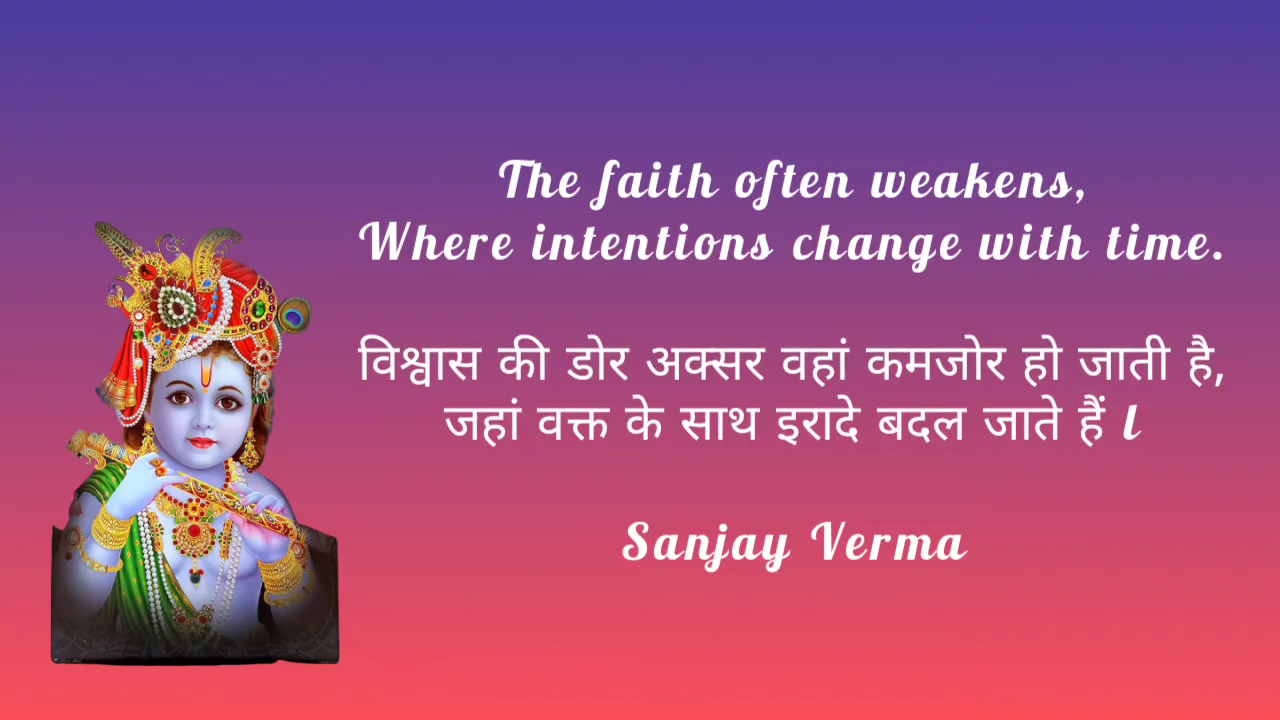 The faith often weakens,
Where intentions change with time.
विश्वास की डोर अक्सर वहां कमजोर हो जाती है,
जहां वक्त के साथ इरादे बदल जाते हैं l
Sanjay Verma